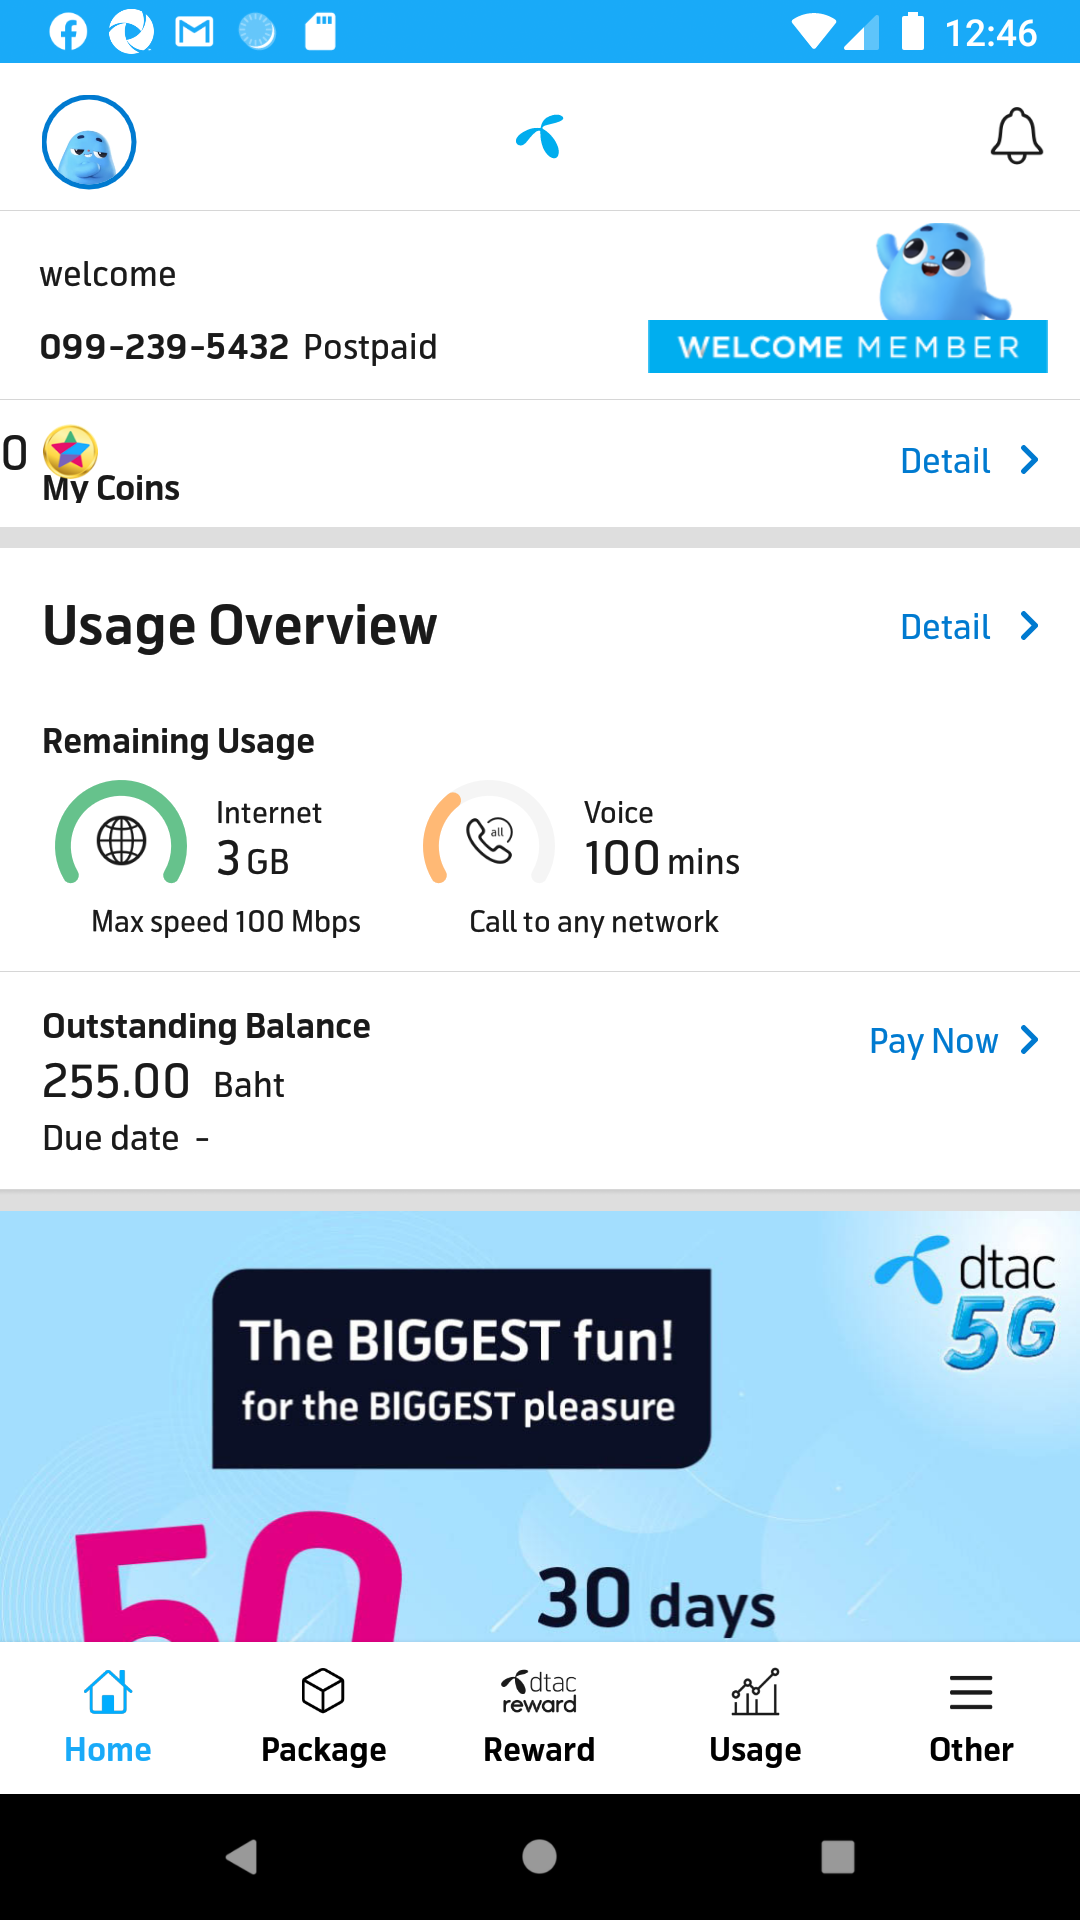 12:46
welcome
099-239-5432 Postpaid
WELCOME MEMBER
0
My Coins
Detail
Usage Overview
Detail
Remaining Usage
Internet
3 GB
Max speed 100 Mbps
all
Voice
100 mins
Call to any network
Outstanding Balance
255.00 Baht
Due date -
Pay Now
dtac
5G
The BIGGEST fun!
for the BIGGEST pleasure
50
30 days
Home
Package
dtac
reward
Reward
Usage
Other